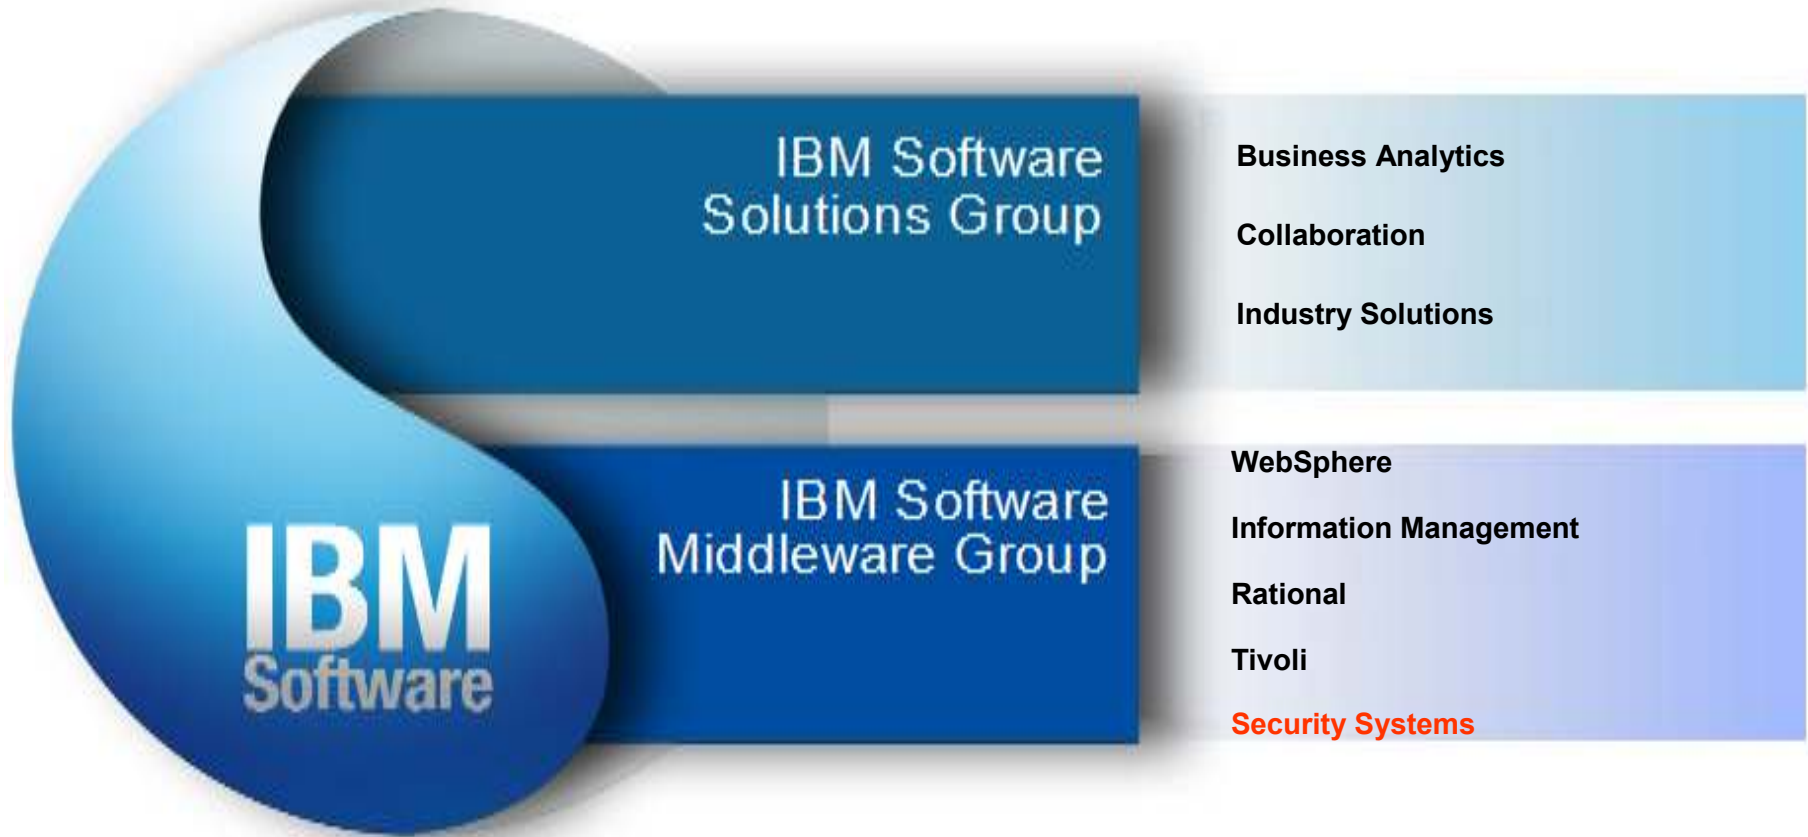 IBM Software
Solutions Group
Business Analytics
Collaboration
Industry Solutions
IBM Software
Middleware Group
WebSphere
Information Management
Rational
Tivoli
Security Systems
IBM
Software